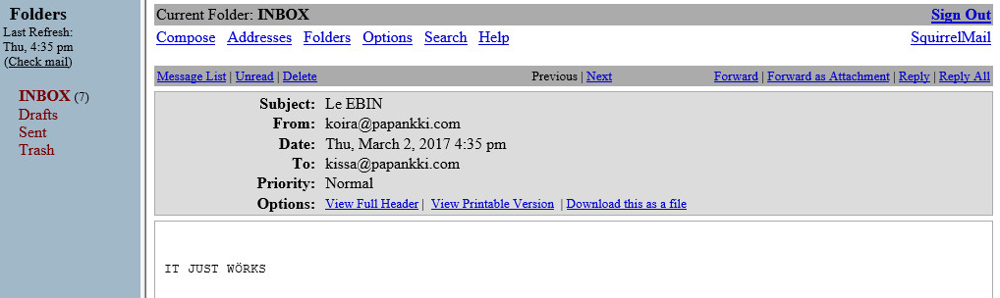 Folders
Last Refresh:
Thu, 4:35 pm
(Check mail)
INBOX (7)
Drafts
Sent
Trash
Current Folder: INBOX Sign Out
Compose Addresses Folders Options Search Help SquirrelMail
Message List | Unread | Delete Previous | Next Forward | Forward as Attachment | Reply | Reply All
Subject: Le EBIN
From: koira@papankki.com
Date: Thu, March 2, 2017 4:35 pm
To: kissa@papankki.com
Priority: Normal
Options: View Full Header | View Printable Version | Download this as a file
IT JUST WÖRKS